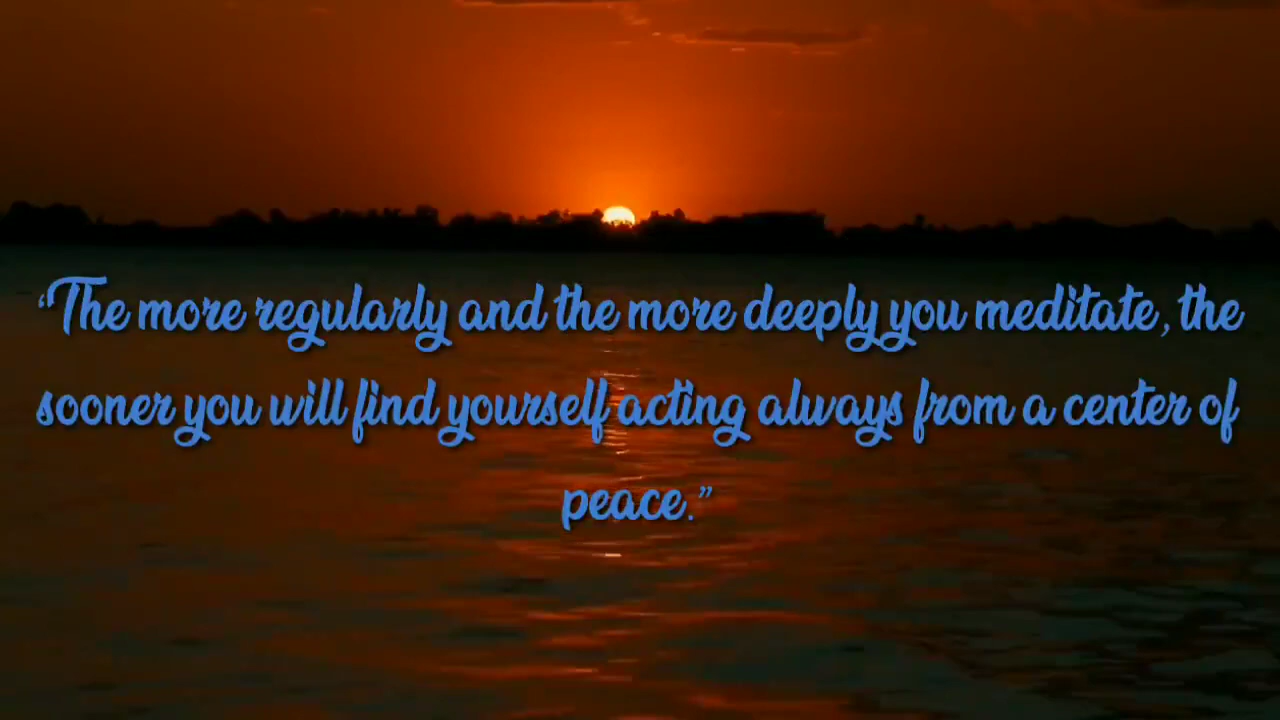 “The more regularly and the more deeply you meditate, the
sooner you will find yourself acting always from a center of
peace.”